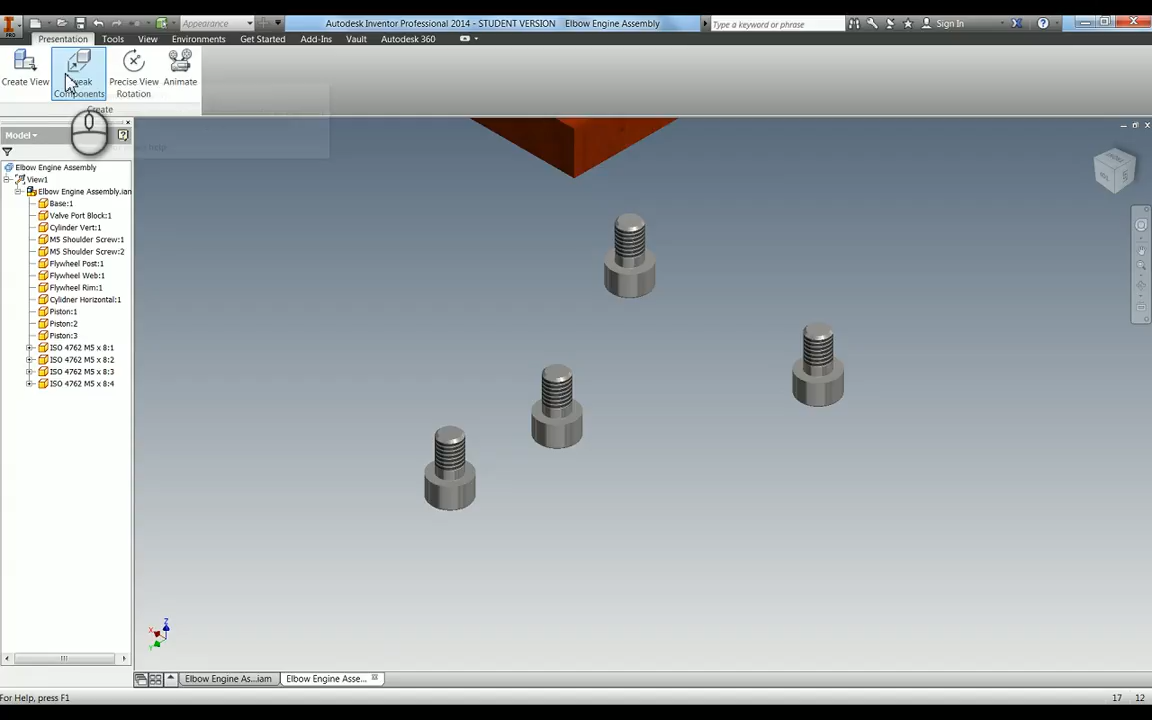 PRO
Appearance
Autodesk Inventor Professional 2014 - STUDENT VERSION Elbow Engine Assembly
Type a keyword or phrase
Sign In
Presentation Tools View Environments Get Started Add-Ins Vault Autodesk 360
Create View
Components
Precise View
Rotation
Animate
Create
Model
Elbow Engine Assembly
View1
Elbow Engine Assembly.ian
Base:1
Valve Port Block:1
Cylinder Vert:1
M5 Shoulder Screw:1
M5 Shoulder Screw:2
Flywheel Post:1
Flywheel Web:1
Flywheel Rim:1
Cylidner Horizontal:1
Piston:1
Piston:2
Piston:3
ISO 4762 M5 x 8:1
ISO 4762 M5 x 8:2
ISO 4762 M5 x 8:3
ISO 4762 M5 x 8:4
Z
X
Y
Elbow Engine As...iam
Elbow Engine Asse...
For Help, press F1
17 12